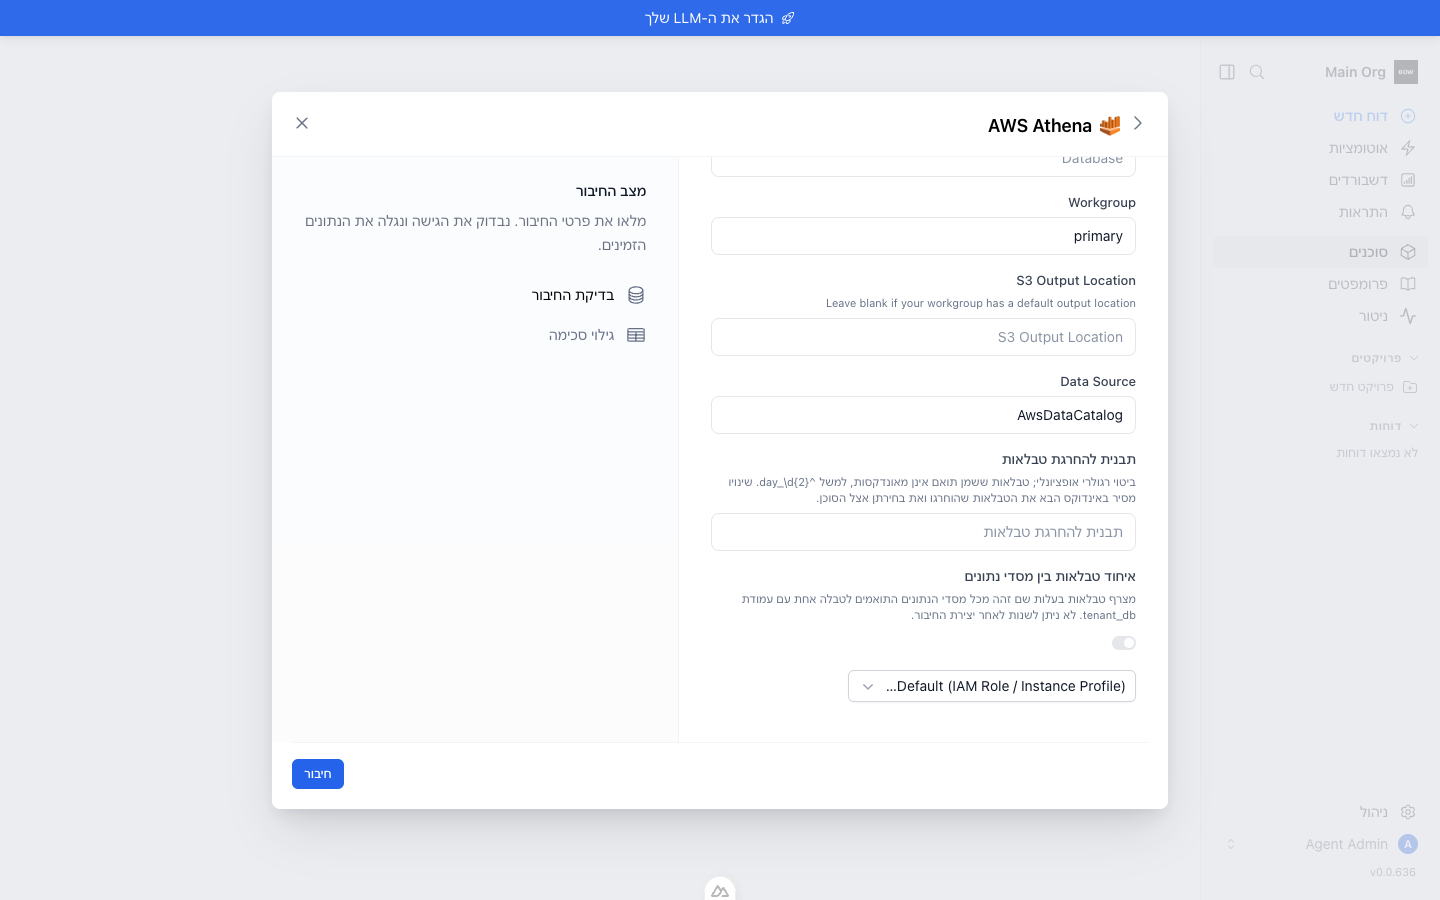 הגדר את ה-LLM שלך
BOW
Main Org
דוח חדש
אוטומציות
דשבורדים
התראות
סוכנים
פרומפטים
ניטור
פרויקטים
פרויקט חדש
דוחות
לא נמצאו דוחות
ניהול
A Agent Admin
v0.0.636
AWS Athena
Database
Workgroup
primary
S3 Output Location
Leave blank if your workgroup has a default output location
S3 Output Location
Data Source
AwsDataCatalog
תבנית להחרגת טבלאות
ביטוי רגולרי אופציונלי; טבלאות ששמן תואם אינן מאונדקסות, למשל ^day_\d{2}. שינויו
מסיר באינדוקס הבא את הטבלאות שהוחרגו ואת בחירתן אצל הסוכן.
תבנית להחרגת טבלאות
איחוד טבלאות בין מסדי נתונים
מצרף טבלאות בעלות שם זהה מכל מסדי הנתונים התואמים לטבלה אחת עם עמודת
tenant_db. לא ניתן לשנות לאחר יצירת החיבור.
Default (IAM Role / Instance Profile)...
מצב החיבור
מלאו את פרטי החיבור. נבדוק את הגישה ונגלה את הנתונים
הזמינים.
בדיקת החיבור
גילוי סכימה
חיבור